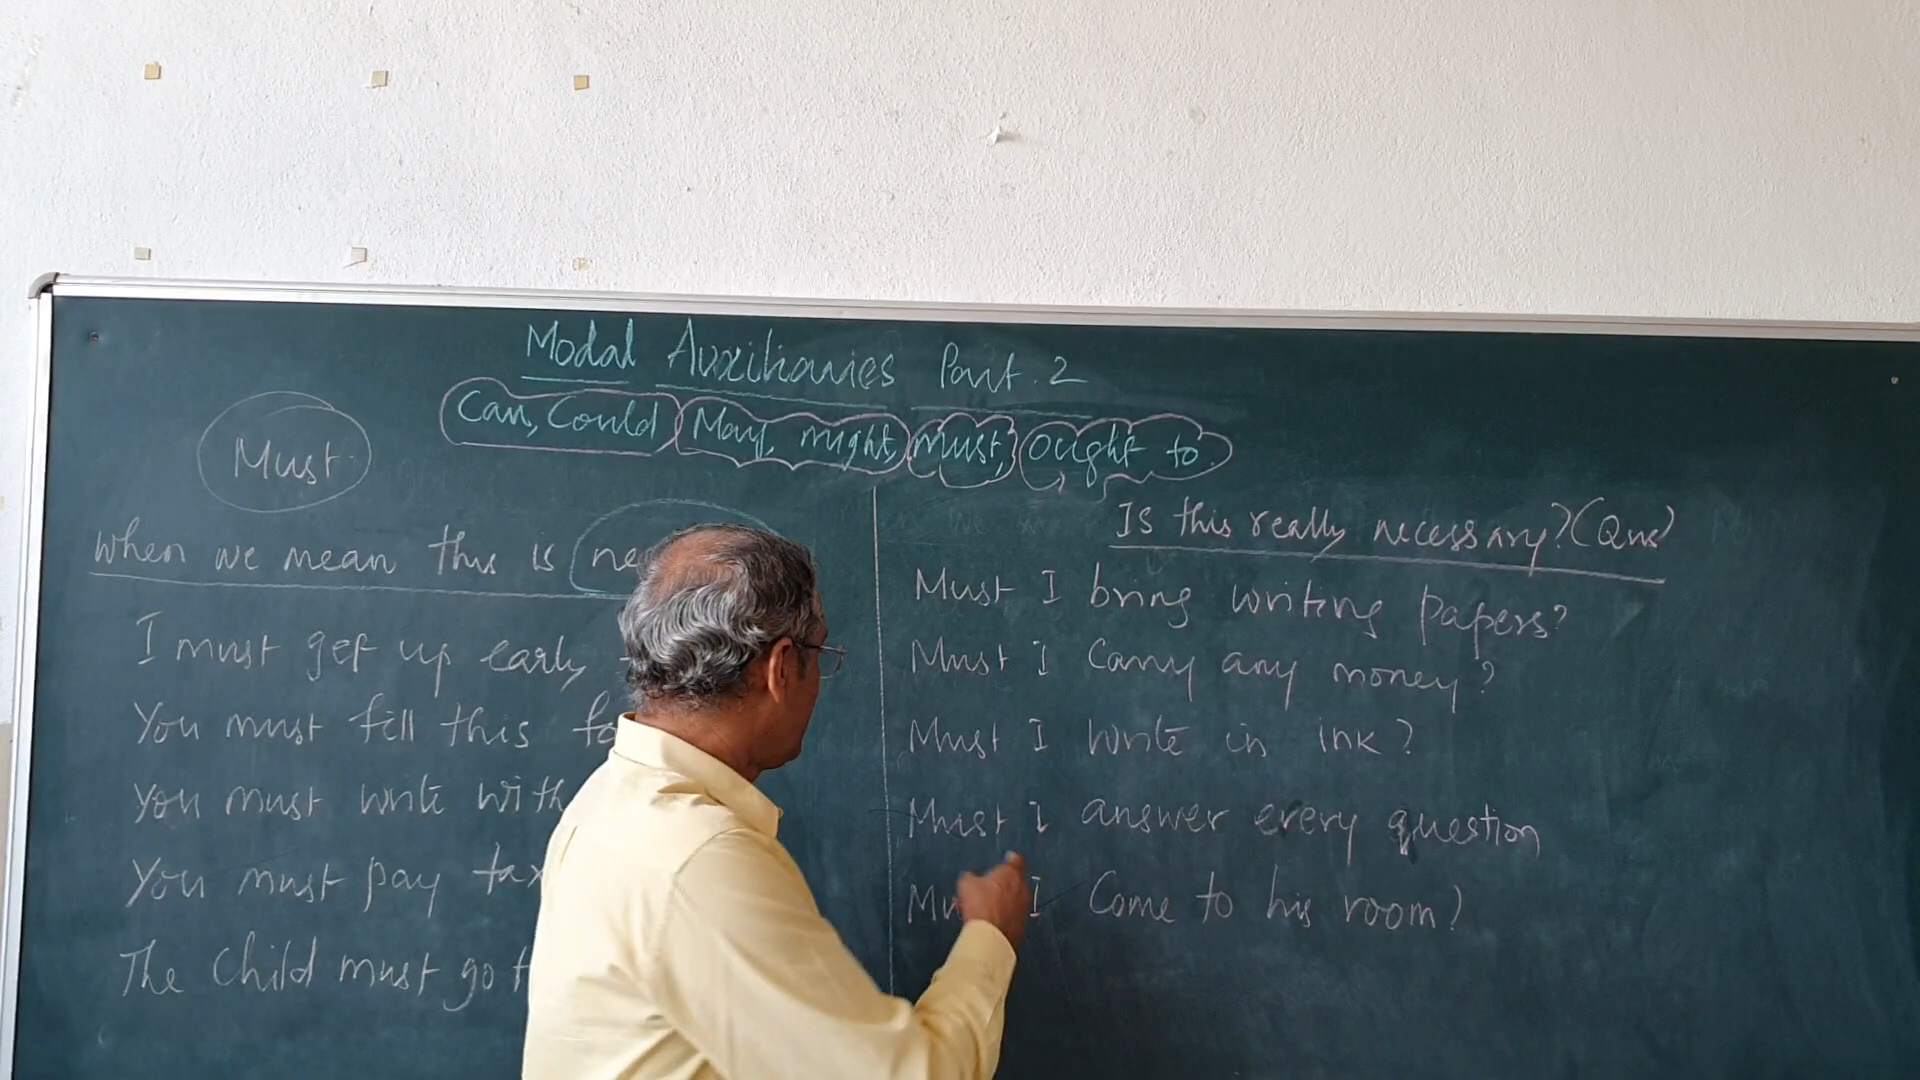 Modal Auxiliaries Part. 2
Can, Could May, might, must, ought to.
Must
when we mean this is
I must get up early
You must fill this
You must write with
You must pay tax
The Child must go
Is this really necessary? (Qns)
Must I bring writing papers?
Must I Carry any money?
Must I write in ink?
Must I answer every question
Must I Come to his room?